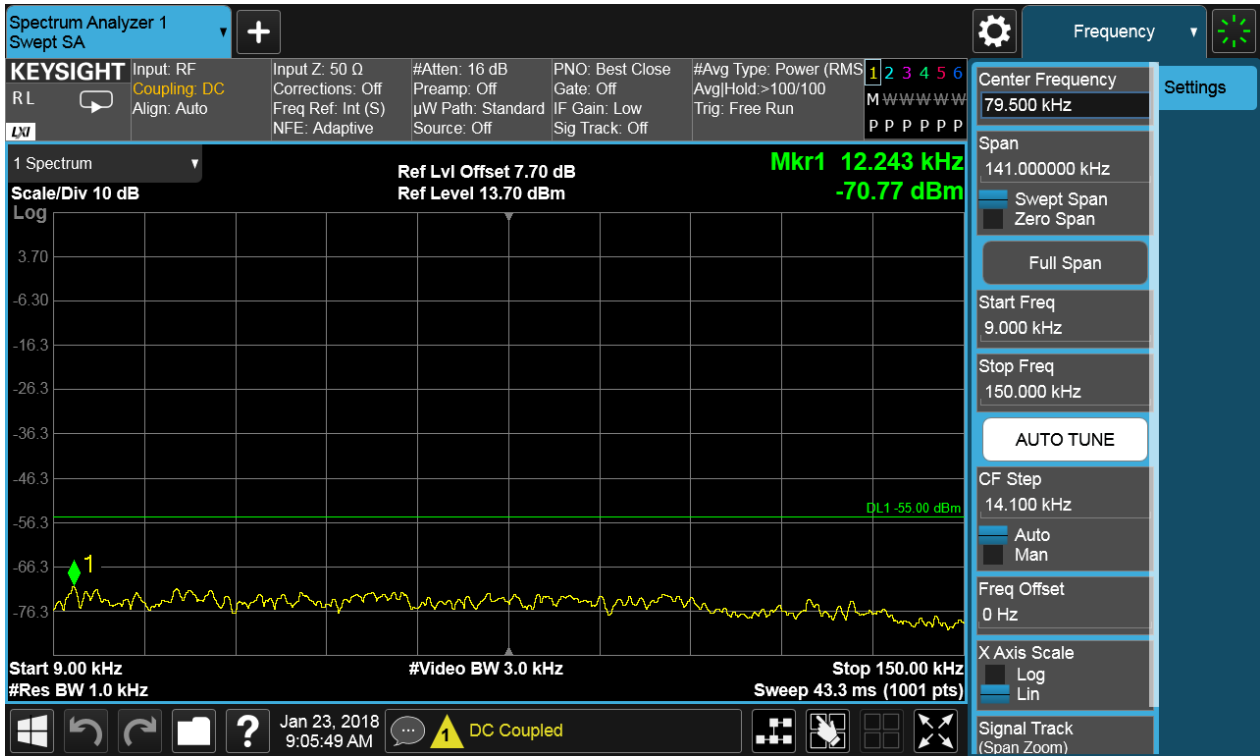 Spectrum Analyzer 1
Swept SA
+
Frequency
KEYSIGHT
RL
LXI
Input: RF
Coupling: DC
Align: Auto
Input Z: 50 Ω
Corrections: Off
Freq Ref: Int (S)
NFE: Adaptive
#Atten: 16 dB
Preamp: Off
µW Path: Standard
Source: Off
PNO: Best Close
Gate: Off
IF Gain: Low
Sig Track: Off
#Avg Type: Power (RMS
Avg|Hold:>100/100
Trig: Free Run
1 2 3 4 5 6
M W W W W W
P P P P P P
1 Spectrum
Scale/Div 10 dB
Log
Ref Lvl Offset 7.70 dB
Ref Level 13.70 dBm
Mkr1 12.243 kHz
-70.77 dBm
3.70
-6.30
-16.3
-26.3
-36.3
-46.3
-56.3
-66.3
-76.3
DL1 -55.00 dBm
1
Start 9.00 kHz
#Res BW 1.0 kHz
#Video BW 3.0 kHz
Stop 150.00 kHz
Sweep 43.3 ms (1001 pts)
Center Frequency
79.500 kHz
Span
141.000000 kHz
Swept Span
Zero Span
Full Span
Start Freq
9.000 kHz
Stop Freq
150.000 kHz
AUTO TUNE
CF Step
14.100 kHz
Auto
Man
Freq Offset
0 Hz
X Axis Scale
Log
Lin
Signal Track
(Span Zoom)
Settings
?
Jan 23, 2018
9:05:49 AM
1
DC Coupled